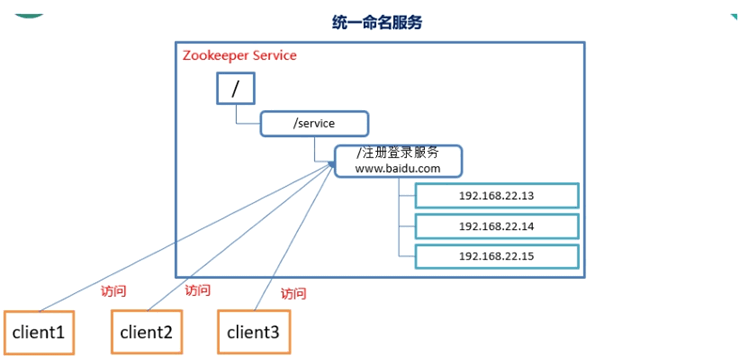 统一命名服务
Zookeeper Service
/
/service
/注册登录服务
www.baidu.com
192.168.22.13
192.168.22.14
192.168.22.15
访问
访问
访问
client1
client2
client3